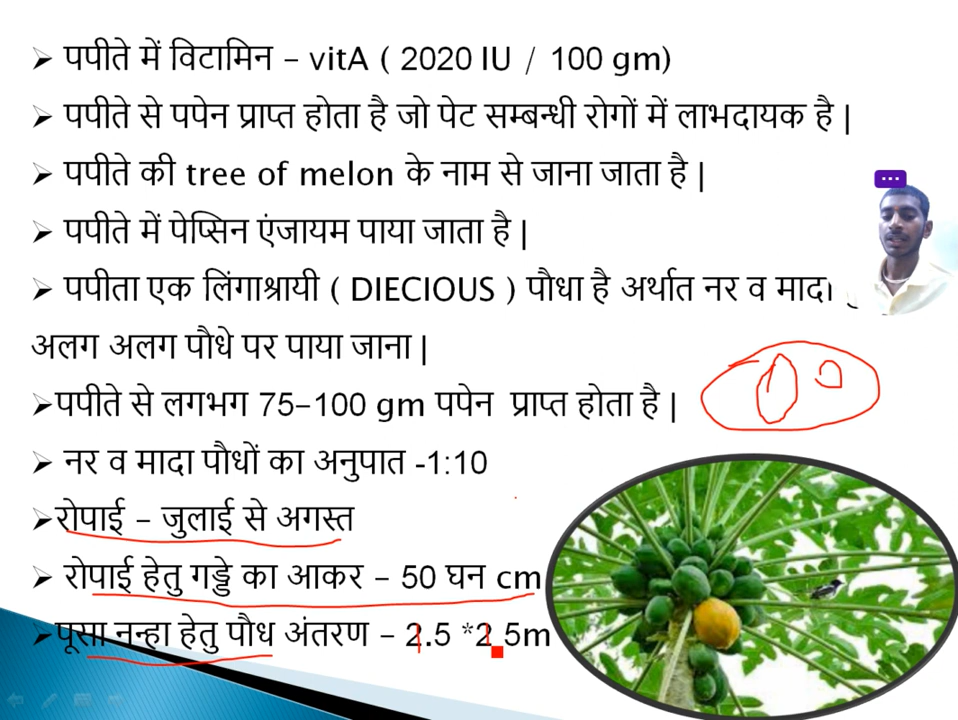 ➢ पपीते में विटामिन – vitA ( 2020 IU / 100 gm)
➢ पपीते से पपेन प्राप्त होता है जो पेट सम्बन्धी रोगों में लाभदायक है |
➢ पपीते की tree of melon के नाम से जाना जाता है |
➢ पपीते में पेप्सिन एंजायम पाया जाता है |
➢ पपीता एक लिंगाश्रायी ( DIECIOUS ) पौधा है अर्थात नर व मादा
अलग अलग पौधे पर पाया जाना |
➢पपीते से लगभग 75–100 gm पपेन प्राप्त होता है |
➢ नर व मादा पौधों का अनुपात -1:10
➢रोपाई – जुलाई से अगस्त
➢ रोपाई हेतु गड्डे का आकर – 50 घन cm
➢पूसा नन्हा हेतु पौध अंतरण – 2.5 *2.5m